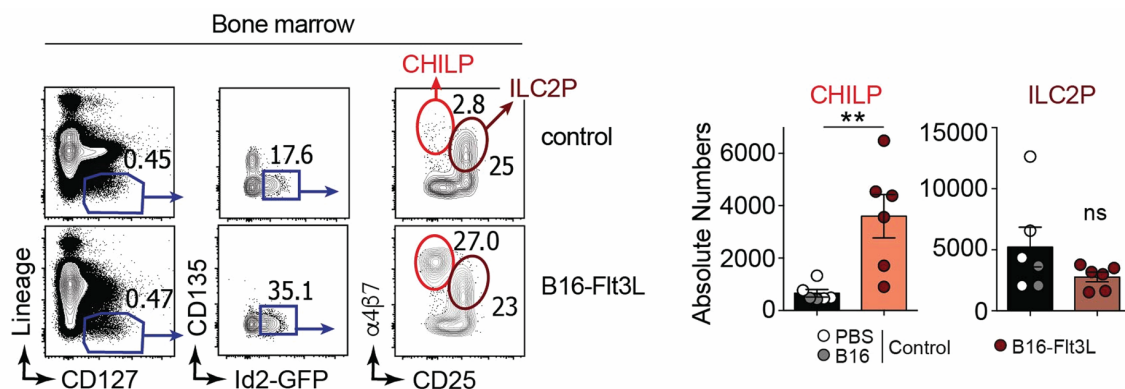 Bone marrow
CHILP
ILC2P
0.45
17.6
2.8
25
control
0.47
35.1
27.0
23
B16-Flt3L
Lineage
CD127
CD135
Id2-GFP
α4β7
CD25
CHILP
ILC2P
**
ns
Absolute Numbers
6000
4000
2000
0
15000
10000
5000
0
PBS
B16
Control
B16-Flt3L